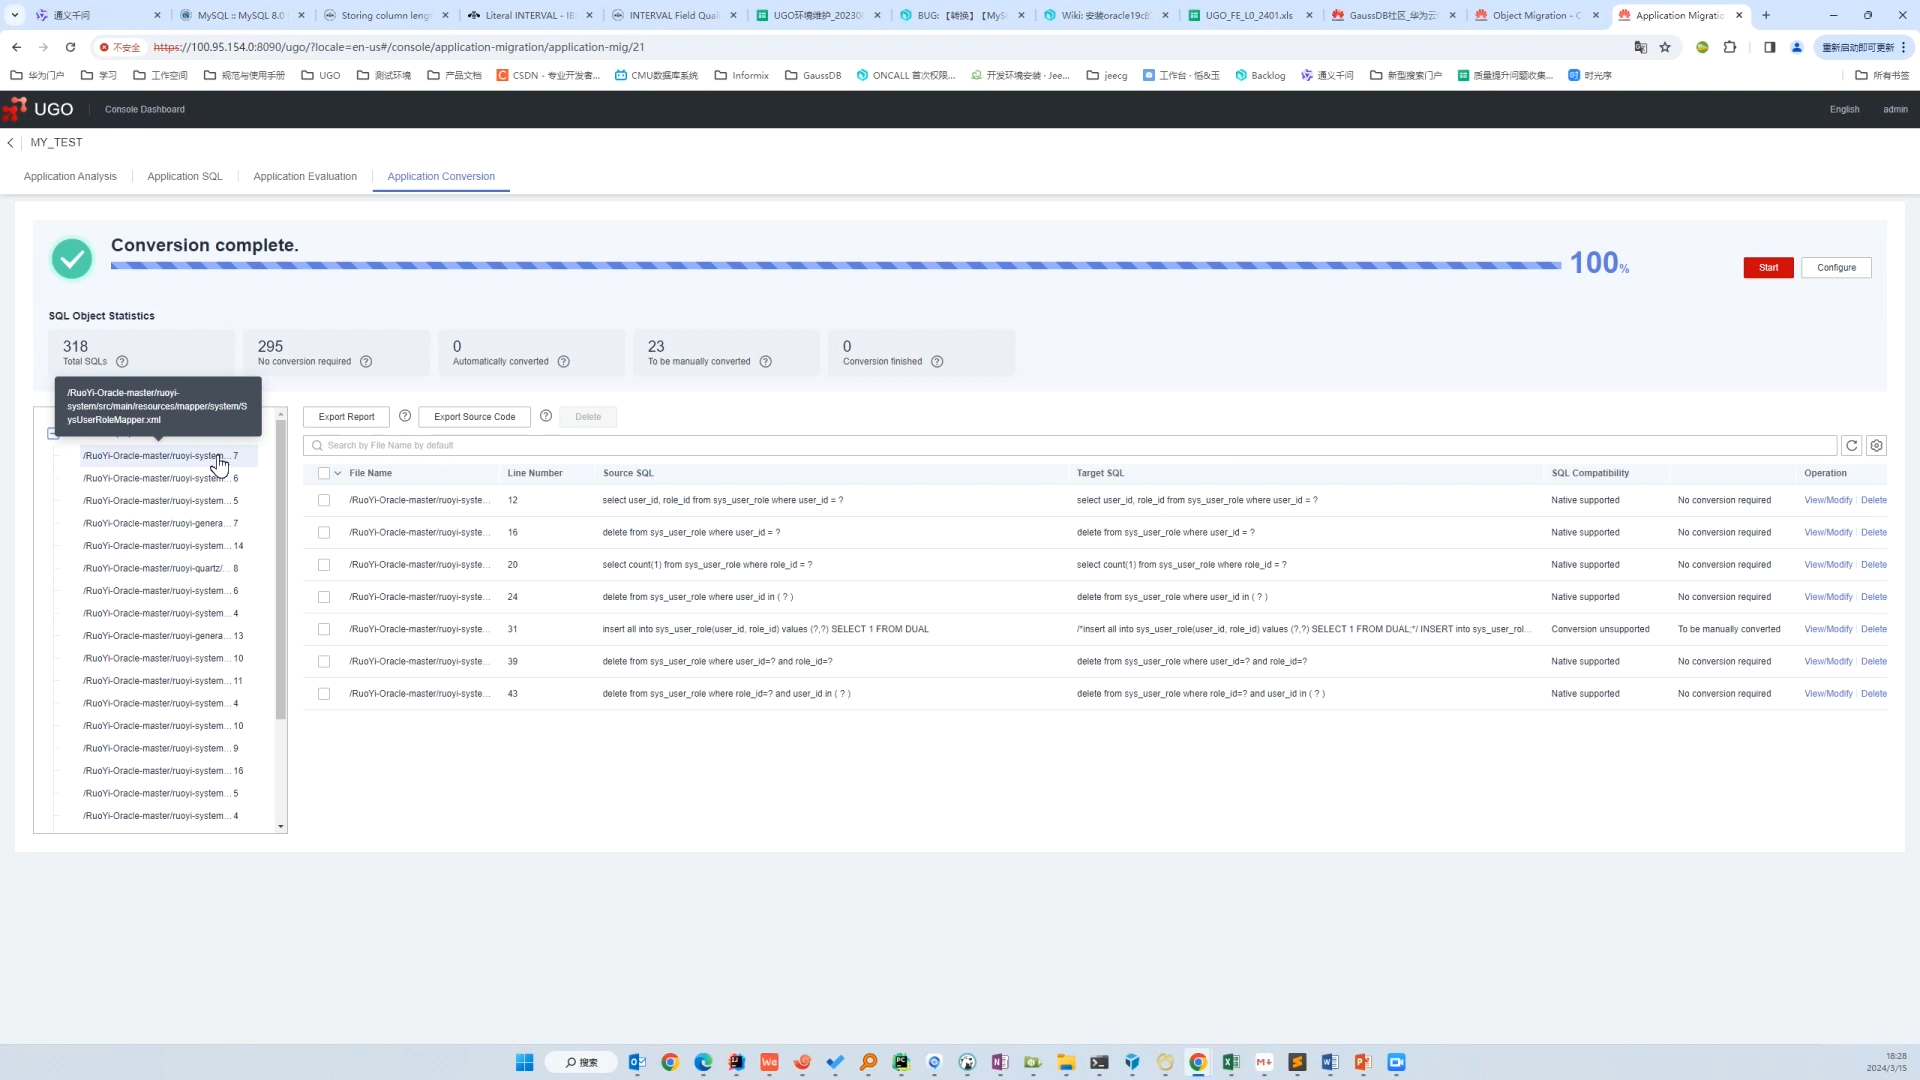 通义千问
MySQL :: MySQL 8.0
Storing column leng
Literal INTERVAL - IB
INTERVAL Field Qual
UGO环境维护_20230
BUG:【转换】【MyS
Wiki: 安装oracle19c的
UGO_FE_L0_2401.xls
GaussDB社区_华为云
Object Migration - C
Application Migratio
不安全
https://100.95.154.0:8090/ugo/?locale=en-us#/console/application-migration/application-mig/21
重新启动即可更新
华为门户
学习
工作空间
规范与使用手册
UGO
测试环境
产品文档
CSDN - 专业开发者...
CMU数据库系统
Informix
GaussDB
ONCALL 首次权限...
开发环境安装 · Jee...
jeecg
Backlog
通义千问
新型搜索门户
质量提升问题收集...
时光序
所有书签
UGO
Console Dashboard
English
admin
MY_TEST
Application Analysis
Application SQL
Application Evaluation
Application Conversion
Conversion complete.
100%
Start
Configure
SQL Object Statistics
318
Total SQLs
295
No conversion required
0
Automatically converted
23
To be manually converted
0
Conversion finished
/RuoYi-Oracle-master/ruoyi-
system/src/main/resources/mapper/system/S
ysUserRoleMapper.xml
/RuoYi-Oracle-master/ruoyi-system... 7
/RuoYi-Oracle-master/ruoyi-system... 6
/RuoYi-Oracle-master/ruoyi-system... 5
/RuoYi-Oracle-master/ruoyi-genera... 7
/RuoYi-Oracle-master/ruoyi-system... 14
/RuoYi-Oracle-master/ruoyi-quartz/... 8
/RuoYi-Oracle-master/ruoyi-system... 6
/RuoYi-Oracle-master/ruoyi-system... 4
/RuoYi-Oracle-master/ruoyi-genera... 13
/RuoYi-Oracle-master/ruoyi-system... 10
/RuoYi-Oracle-master/ruoyi-system... 11
/RuoYi-Oracle-master/ruoyi-system... 4
/RuoYi-Oracle-master/ruoyi-system... 10
/RuoYi-Oracle-master/ruoyi-system... 9
/RuoYi-Oracle-master/ruoyi-system... 16
/RuoYi-Oracle-master/ruoyi-system... 5
/RuoYi-Oracle-master/ruoyi-system... 4
Export Report
Export Source Code
Delete
Search by File Name by default
File Name Line Number Source SQL Target SQL SQL Compatibility Operation
/RuoYi-Oracle-master/ruoyi-syste... 12 select user_id, role_id from sys_user_role where user_id = ? select user_id, role_id from sys_user_role where user_id = ? Native supported No conversion required View/Modify Delete
/RuoYi-Oracle-master/ruoyi-syste... 16 delete from sys_user_role where user_id = ? delete from sys_user_role where user_id = ? Native supported No conversion required View/Modify Delete
/RuoYi-Oracle-master/ruoyi-syste... 20 select count(1) from sys_user_role where role_id = ? select count(1) from sys_user_role where role_id = ? Native supported No conversion required View/Modify Delete
/RuoYi-Oracle-master/ruoyi-syste... 24 delete from sys_user_role where user_id in ( ? ) delete from sys_user_role where user_id in ( ? ) Native supported No conversion required View/Modify Delete
/RuoYi-Oracle-master/ruoyi-syste... 31 insert all into sys_user_role(user_id, role_id) values (?,?) SELECT 1 FROM DUAL /*insert all into sys_user_role(user_id, role_id) values (?,?) SELECT 1 FROM DUAL;*/ INSERT into sys_user_rol... Conversion unsupported To be manually converted View/Modify Delete
/RuoYi-Oracle-master/ruoyi-syste... 39 delete from sys_user_role where user_id=? and role_id=? delete from sys_user_role where user_id=? and role_id=? Native supported No conversion required View/Modify Delete
/RuoYi-Oracle-master/ruoyi-syste... 43 delete from sys_user_role where role_id=? and user_id in ( ? ) delete from sys_user_role where role_id=? and user_id in ( ? ) Native supported No conversion required View/Modify Delete
搜索
18:28
2024/3/15